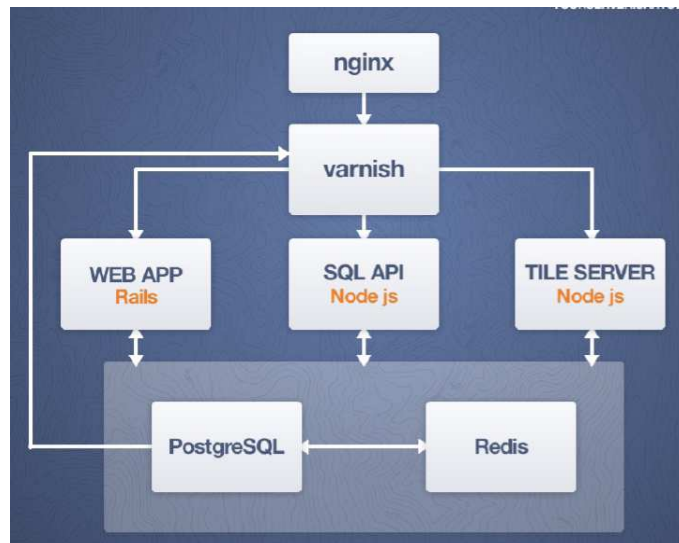 nginx
varnish
WEB APP
Rails
SQL API
Node js
TILE SERVER
Node js
PostgreSQL
Redis